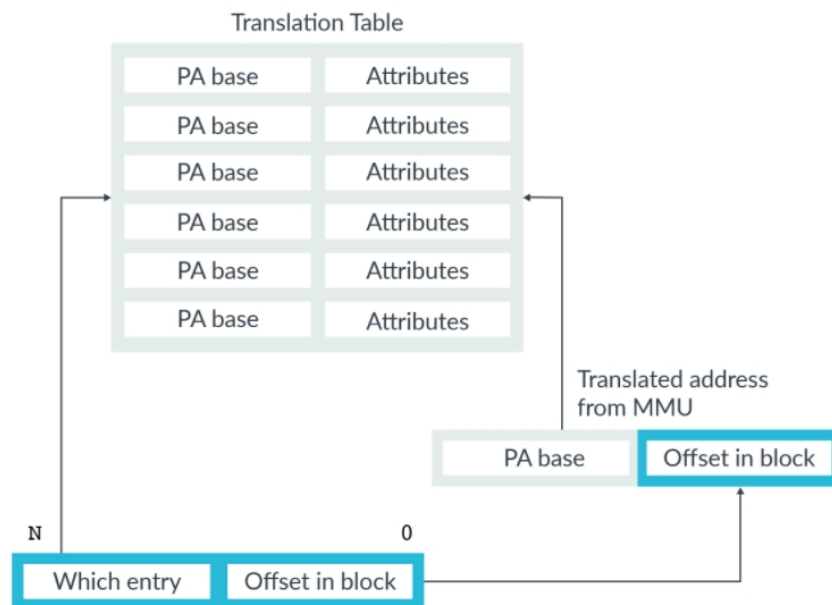 Translation Table
PA base Attributes
PA base Attributes
PA base Attributes
PA base Attributes
PA base Attributes
PA base Attributes
Translated address
from MMU
PA base Offset in block
N 0
Which entry Offset in block